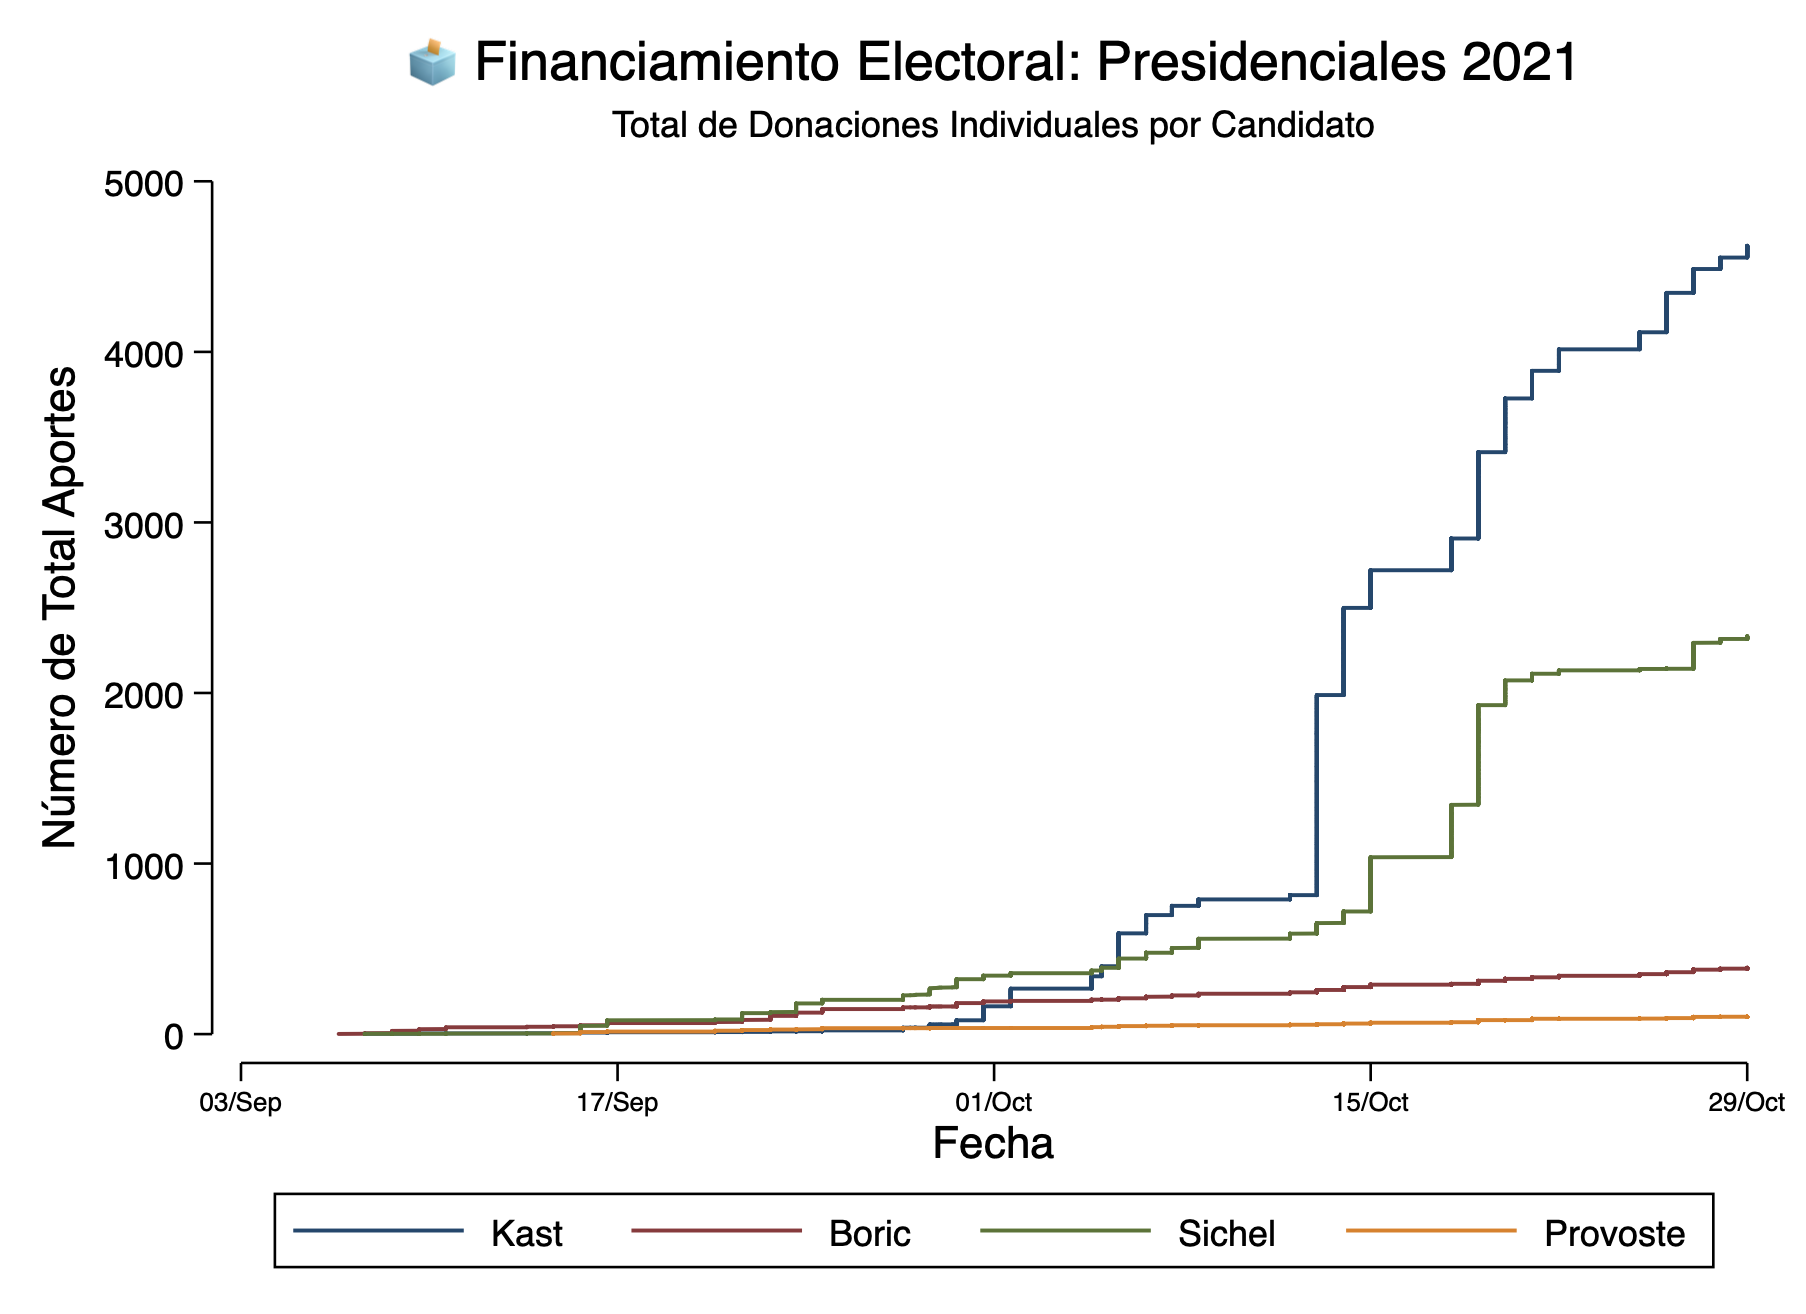 Financiamiento Electoral: Presidenciales 2021
Total de Donaciones Individuales por Candidato
Número de Total Aportes
5000
4000
3000
2000
1000
0
03/Sep 17/Sep 01/Oct 15/Oct 29/Oct
Fecha
Kast Boric Sichel Provoste